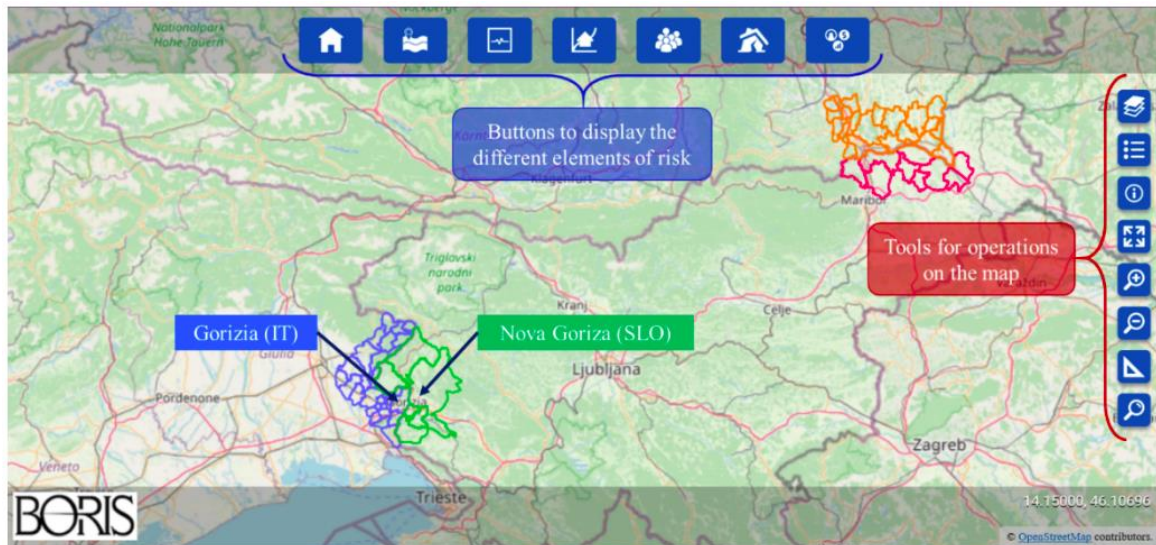 Nationalpark
Hohe Tauern
Buttons to display the
different elements of risk
Klagenfurt
Maribor
Tools for operations
on the map
Triglavski
narodni
park
Kranj
Celje
Varaždin
Gorizia (IT)
Nova Goriza (SLO)
Giulia
Ljubljana
Pordenone
Zagreb
Veneto
Trieste
BORIS
14.15000, 46.10696
© OpenStreetMap contributors.